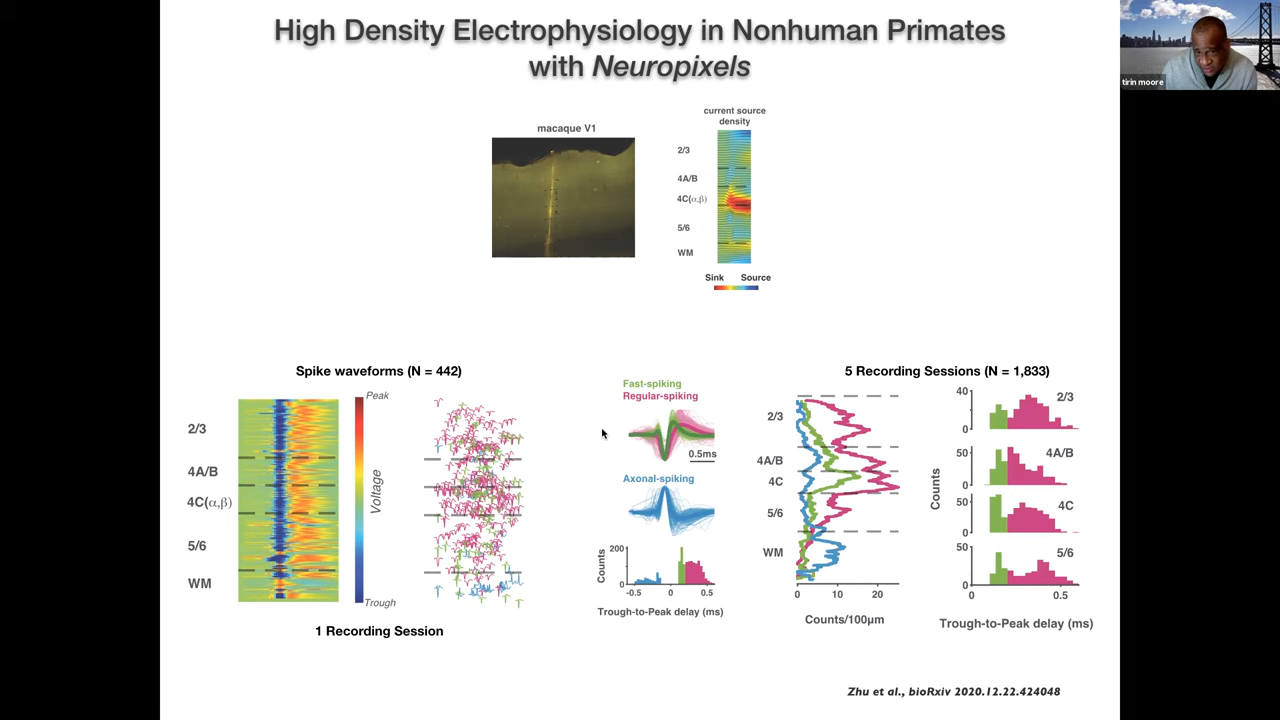 High Density Electrophysiology in Nonhuman Primates
with Neuropixels
tirin moore
macaque V1
current source
density
2/3
4A/B
4C(α,β)
5/6
WM
Sink Source
Spike waveforms (N = 442)
2/3
4A/B
4C(α,β)
5/6
WM
Peak
Voltage
Trough
1 Recording Session
Fast-spiking
Regular-spiking
0.5ms
Axonal-spiking
Counts
200
0
-0.5 0 0.5
Trough-to-Peak delay (ms)
5 Recording Sessions (N = 1,833)
2/3
4A/B
4C
5/6
WM
0 10 20
Counts/100μm
Counts
40
0
2/3
50
0
4A/B
50
0
4C
50
0
5/6
0 0.5
Trough-to-Peak delay (ms)
Zhu et al., bioRxiv 2020.12.22.424048